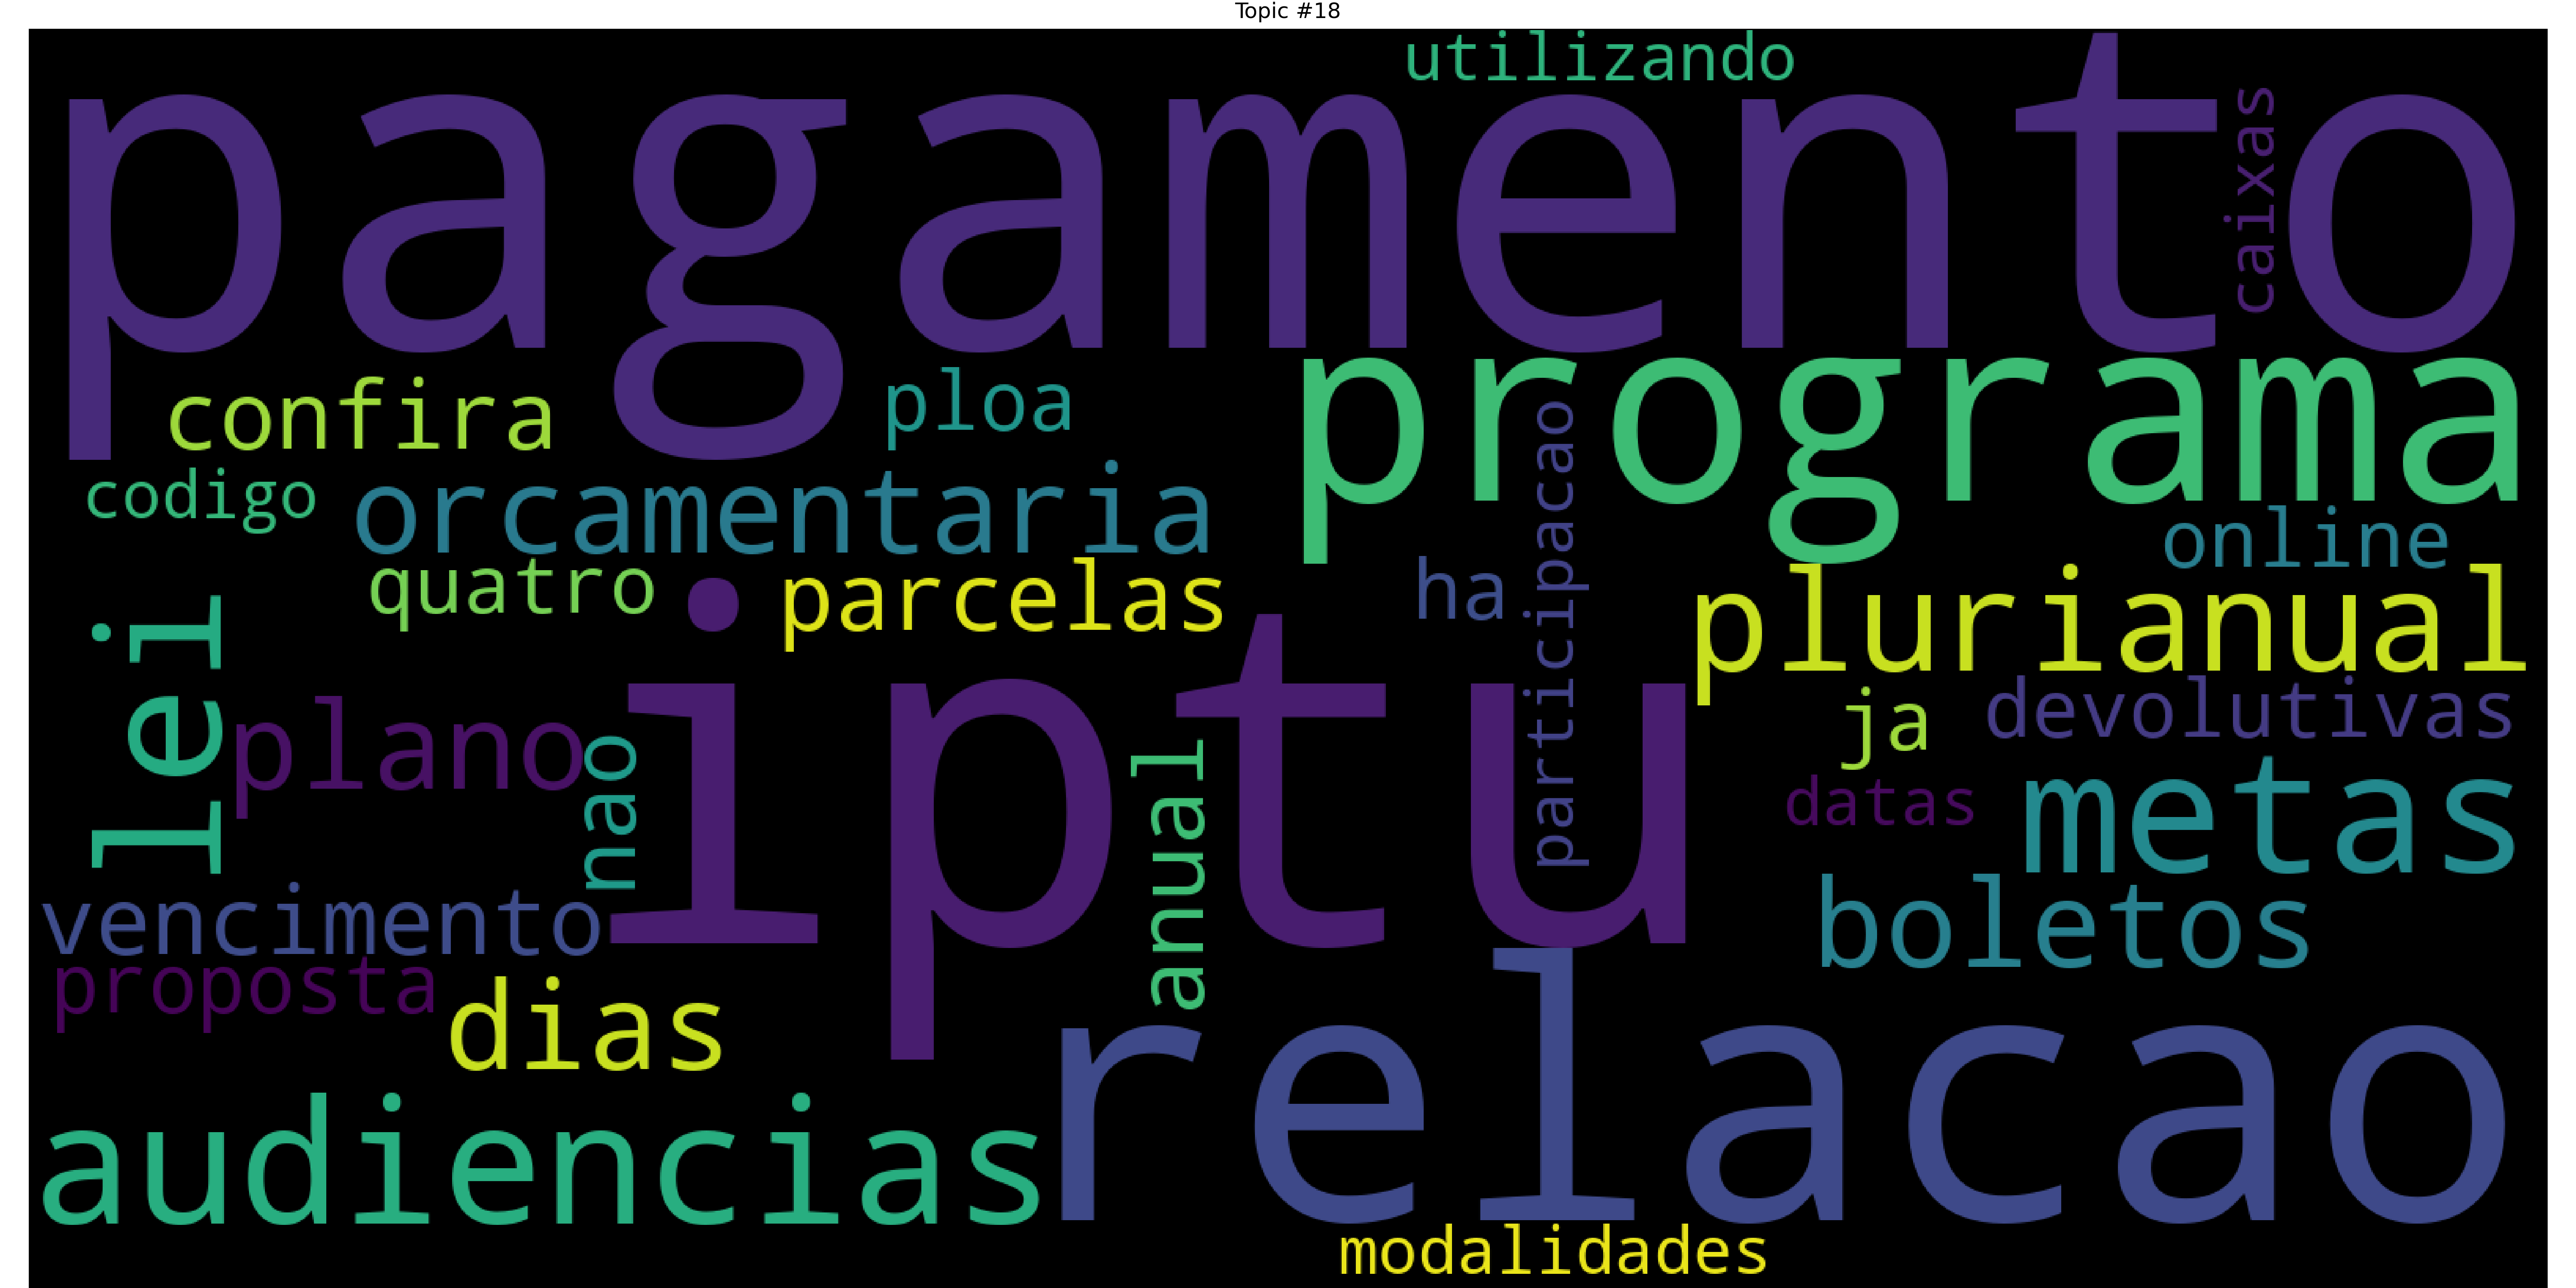 Topic #18
utilizando
pagamento
caixas
programa
confira
ploa
participacao
codigo
orcamentaria
online
quatro
parcelas
ha
plurianual
lei
iptu
plano
nao
anual
ja
devolutivas
datas
metas
vencimento
boletos
proposta
dias
relacao
audiencias
modalidades